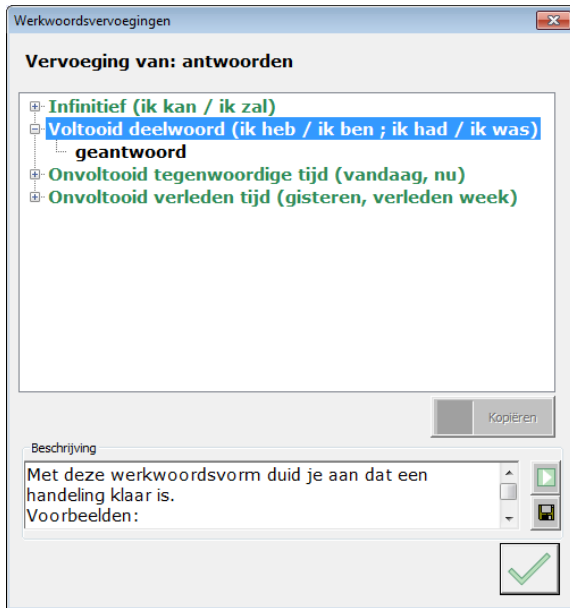 Werkwoordsvervoegingen
Vervoeging van: antwoorden
Infinitief (ik kan / ik zal)
Voltooid deelwoord (ik heb / ik ben ; ik had / ik was)
geantwoord
Onvoltooid tegenwoordige tijd (vandaag, nu)
Onvoltooid verleden tijd (gisteren, verleden week)
Kopiëren
Beschrijving
Met deze werkwoordsvorm duid je aan dat een
handeling klaar is.
Voorbeelden: